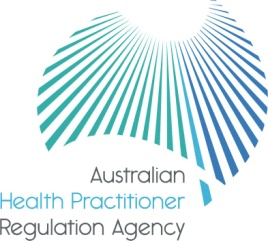 Australian
Health Practitioner
Regulation Agency